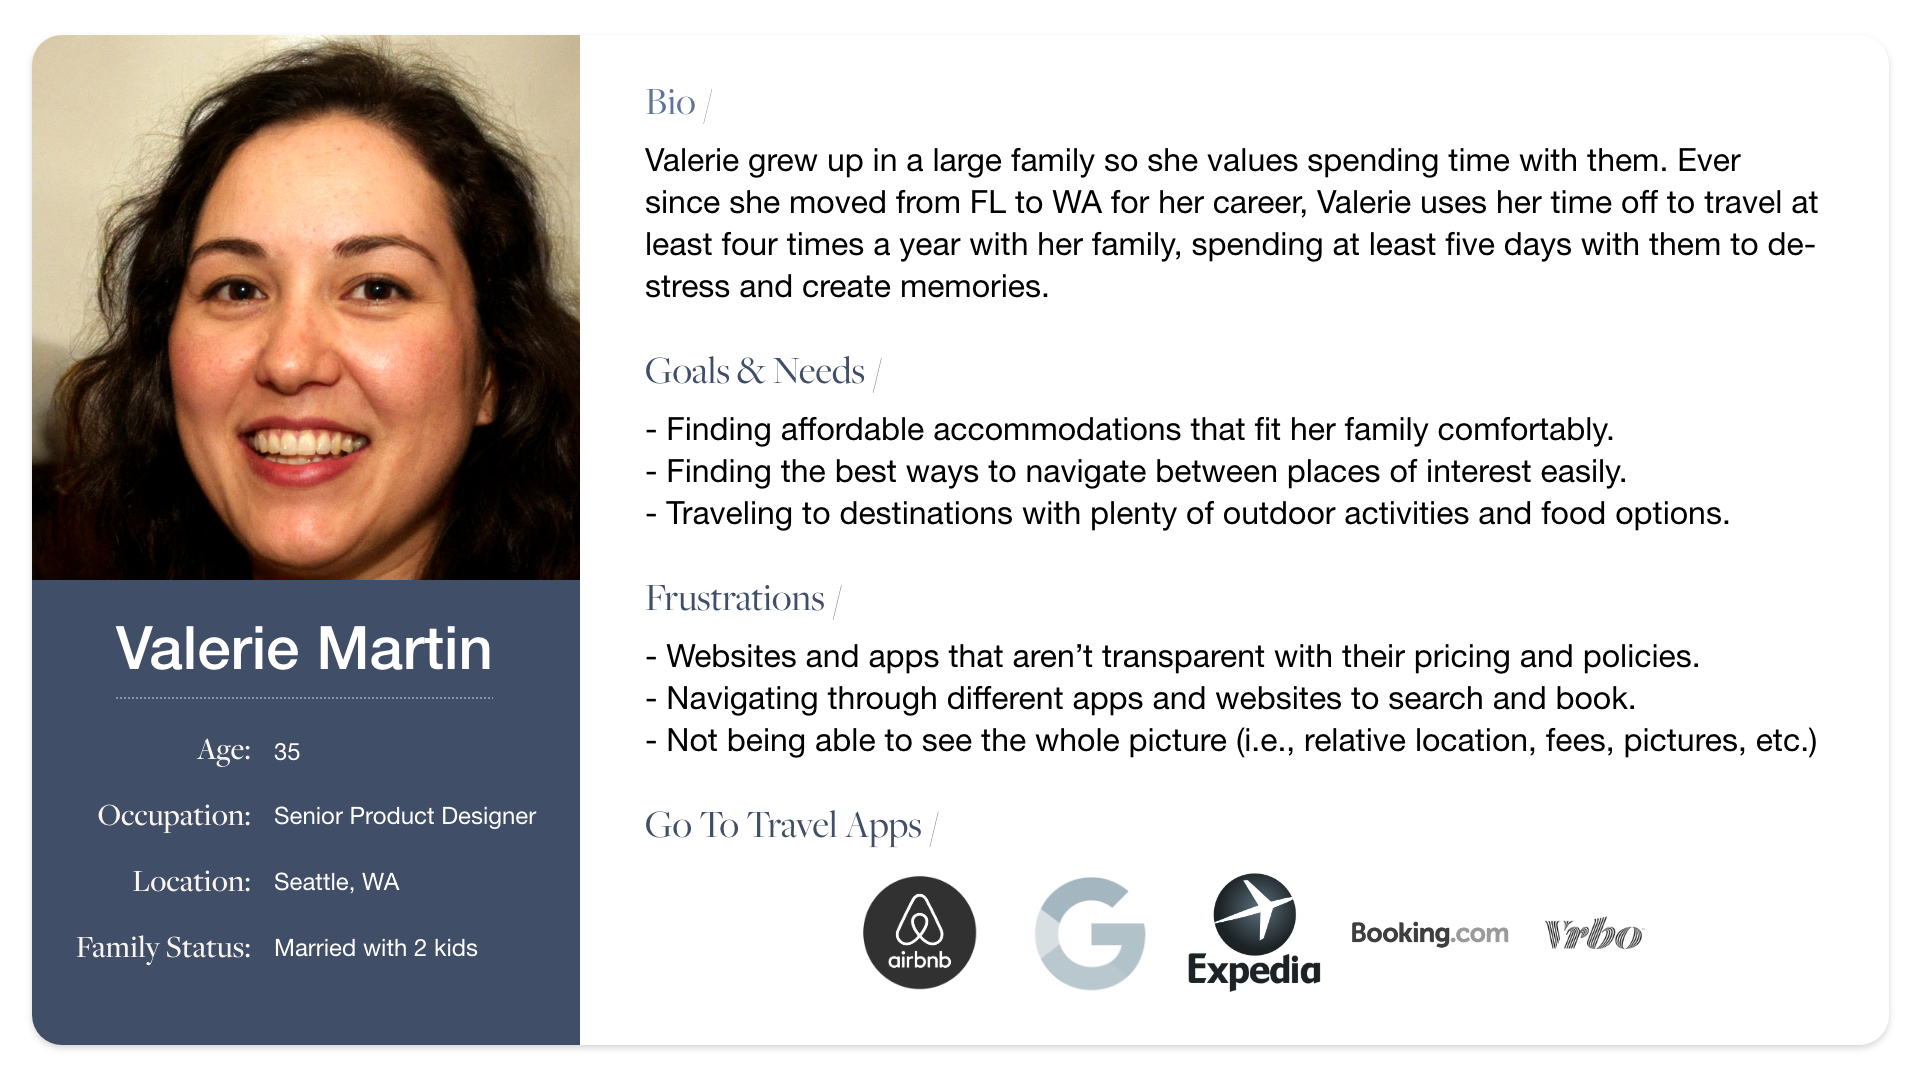 Valerie Martin
Age: 35
Occupation: Senior Product Designer
Location: Seattle, WA
Family Status: Married with 2 kids
Bio /
Valerie grew up in a large family so she values spending time with them. Ever
since she moved from FL to WA for her career, Valerie uses her time off to travel at
least four times a year with her family, spending at least five days with them to de-
stress and create memories.
Goals & Needs /
- Finding affordable accommodations that fit her family comfortably.
- Finding the best ways to navigate between places of interest easily.
- Traveling to destinations with plenty of outdoor activities and food options.
Frustrations /
- Websites and apps that aren’t transparent with their pricing and policies.
- Navigating through different apps and websites to search and book.
- Not being able to see the whole picture (i.e., relative location, fees, pictures, etc.)
Go To Travel Apps /
airbnb
G
Expedia
Booking.com
Vrbo